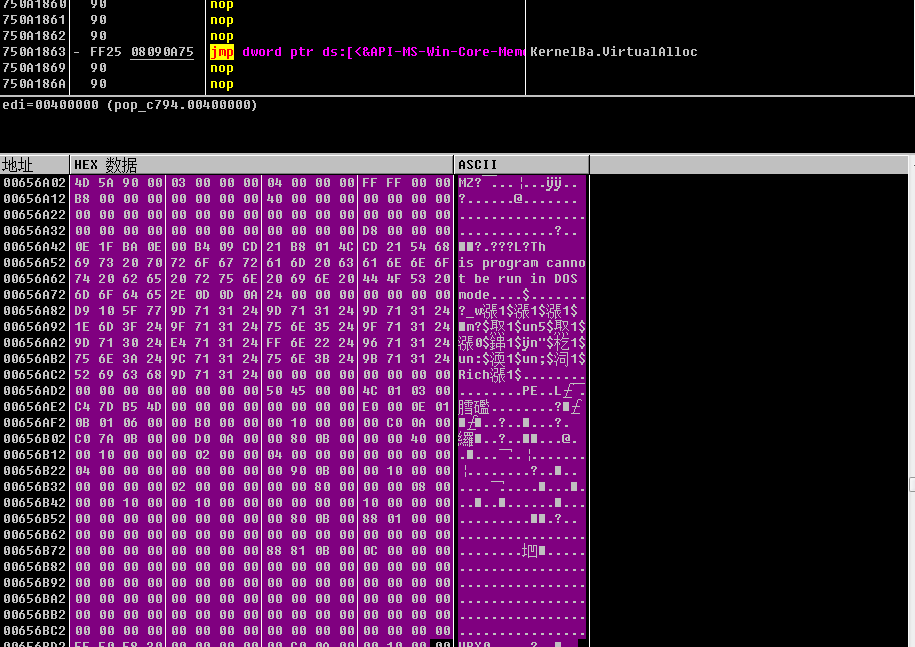 750A1860 90 nop
750A1861 90 nop
750A1862 90 nop
750A1863 - FF25 08090A75 jmp dword ptr ds:[<&API-MS-Win-Core-Mem KernelBa.VirtualAlloc
750A1869 90 nop
750A186A 90 nop
edi=00400000 (pop_c794.00400000)
地址 HEX 数据 ASCII
00656A02 4D 5A 90 00 03 00 00 00 04 00 00 00 FF FF 00 00 MZ?
00656A12 B8 00 00 00 00 00 00 00 40 00 00 00 00 00 00 00 ?.......@.......
00656A22 00 00 00 00 00 00 00 00 00 00 00 00 00 00 00 00 ................
00656A32 00 00 00 00 00 00 00 00 00 00 00 00 D8 00 00 00 ............?..
00656A42 0E 1F BA 0E 00 B4 09 CD 21 B8 01 4C CD 21 54 68 ?.???L?Th
00656A52 69 73 20 70 72 6F 67 72 61 6D 20 63 61 6E 6E 6F is program canno
00656A62 74 20 62 65 20 72 75 6E 20 69 6E 20 44 4F 53 20 t be run in DOS
00656A72 6D 6F 64 65 2E 0D 0D 0A 24 00 00 00 00 00 00 00 mode....$.......
00656A82 D9 10 5F 77 9D 71 31 24 9D 71 31 24 9D 71 31 24 ?_w漲1$漲1$漲1$
00656A92 1E 6D 3F 24 9F 71 31 24 75 6E 35 24 9F 71 31 24 m?$焣1$un5$焣1$
00656AA2 9D 71 30 24 E4 71 31 24 FF 6E 22 24 96 71 31 24 漲0$鋛1$ÿn"$杚1$
00656AB2 75 6E 3A 24 9C 71 31 24 75 6E 3B 24 9B 71 31 24 un:$渜1$un;$泀1$
00656AC2 52 69 63 68 9D 71 31 24 00 00 00 00 00 00 00 00 Rich漲1$........
00656AD2 00 00 00 00 00 00 00 00 50 45 00 00 4C 01 03 00 ........PE..L
00656AE2 C4 7D B5 4D 00 00 00 00 00 00 00 00 E0 00 0E 01
00656AF2 0B 01 06 00 00 B0 00 00 00 10 00 00 00 C0 0A 00
00656B02 C0 7A 0B 00 00 D0 0A 00 00 80 0B 00 00 00 40 00
00656B12 00 10 00 00 00 02 00 00 04 00 00 00 00 00 00 00
00656B22 04 00 00 00 00 00 00 00 00 90 0B 00 00 10 00 00
00656B32 00 00 00 00 02 00 00 00 00 00 80 00 00 00 08 00
00656B42 00 00 10 00 00 10 00 00 00 00 00 00 10 00 00 00
00656B52 00 00 00 00 00 00 00 00 00 80 0B 00 88 01 00 00
00656B62 00 00 00 00 00 00 00 00 00 00 00 00 00 00 00 00 ................
00656B72 00 00 00 00 00 00 00 00 88 81 0B 00 0C 00 00 00
00656B82 00 00 00 00 00 00 00 00 00 00 00 00 00 00 00 00 ................
00656B92 00 00 00 00 00 00 00 00 00 00 00 00 00 00 00 00 ................
00656BA2 00 00 00 00 00 00 00 00 00 00 00 00 00 00 00 00 ................
00656BB2 00 00 00 00 00 00 00 00 00 00 00 00 00 00 00 00 ................
00656BC2 00 00 00 00 00 00 00 00 00 00 00 00 00 00 00 00 ................